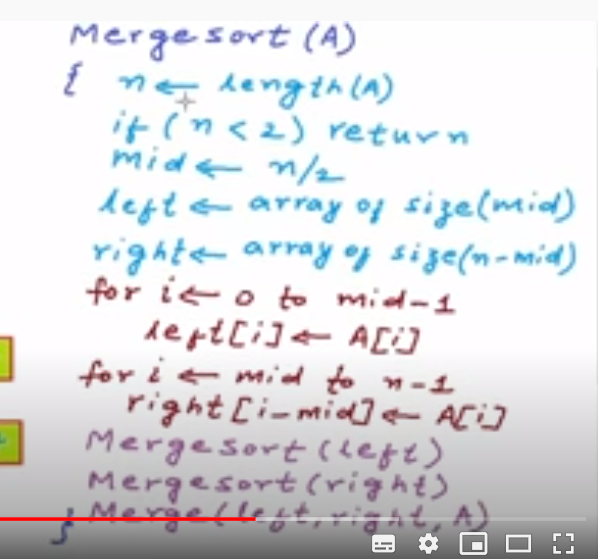 Mergesort (A)
{ n ← length(A)
if (n < 2) return
mid ← n/2
left ← array of size(mid)
right ← array of size(n-mid)
for i ← 0 to mid-1
left[i] ← A[i]
for i ← mid to n-1
right[i-mid] ← A[i]
Mergesort(left)
Mergesort(right)
} Merge(left, right, A)